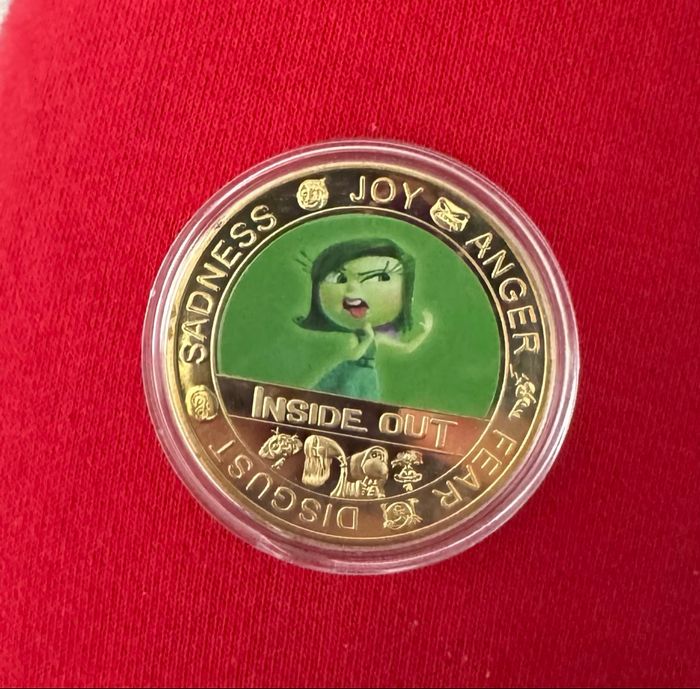 JOY
ANGER
FEAR
DISGUST
SADNESS
INSIDE OUT